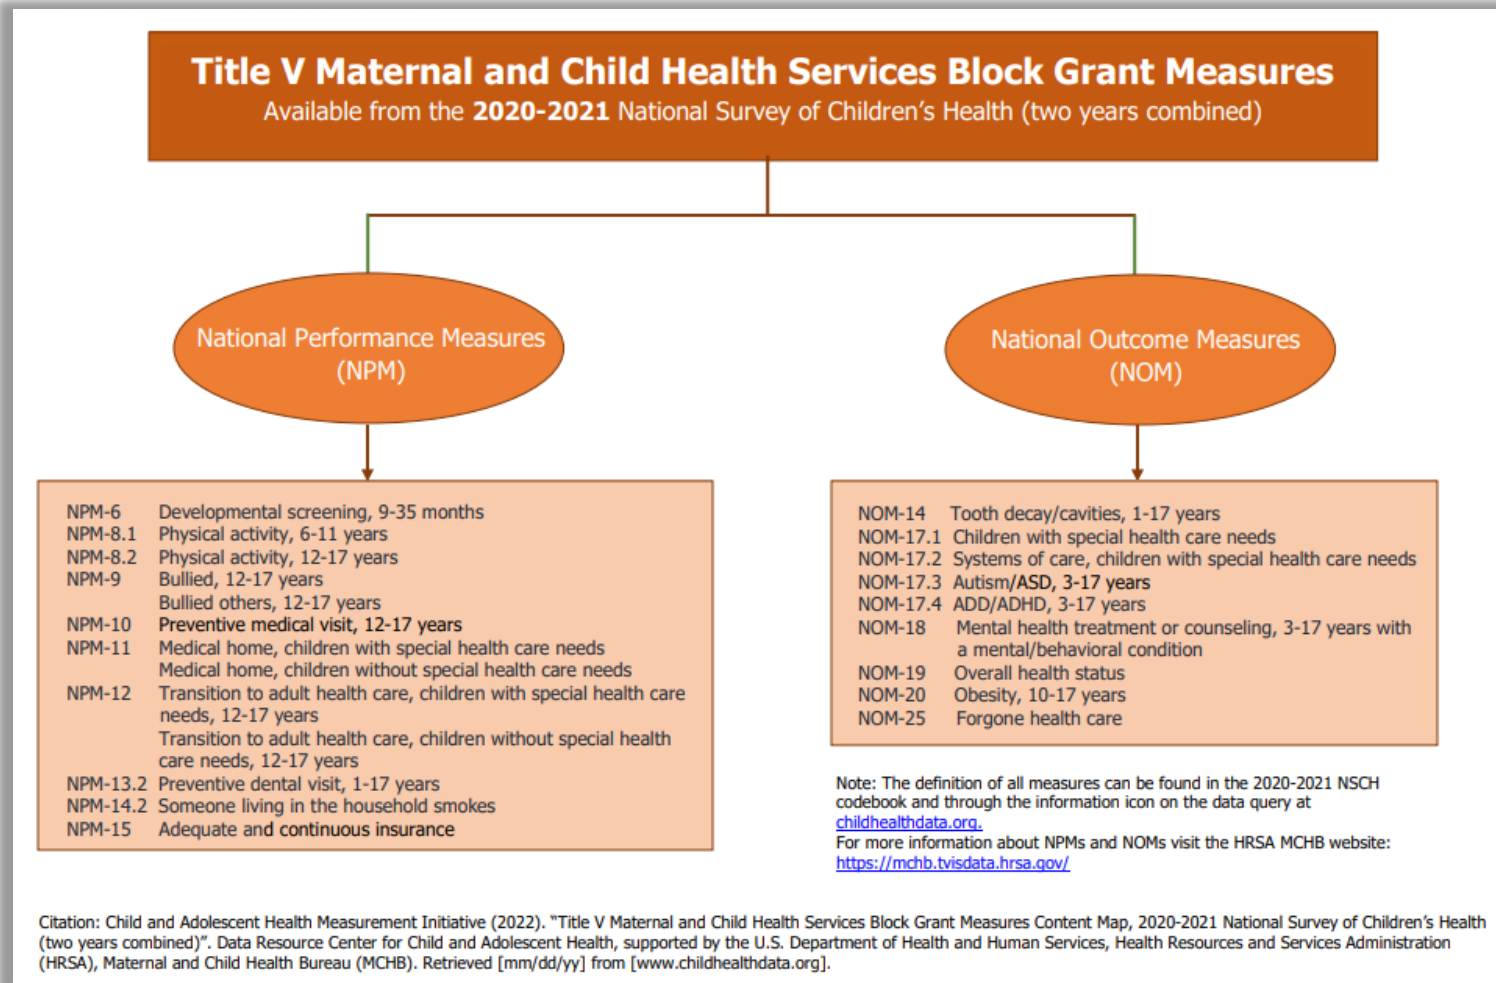 Title V Maternal and Child Health Services Block Grant Measures
Available from the 2020-2021 National Survey of Children's Health (two years combined)
National Performance Measures
(NPM)
NPM-6 Developmental screening, 9-35 months
NPM-8.1 Physical activity, 6-11 years
NPM-8.2 Physical activity, 12-17 years
NPM-9 Bullied, 12-17 years
Bullied others, 12-17 years
NPM-10 Preventive medical visit, 12-17 years
NPM-11 Medical home, children with special health care needs
Medical home, children without special health care needs
NPM-12 Transition to adult health care, children with special health care
needs, 12-17 years
Transition to adult health care, children without special health
care needs, 12-17 years
NPM-13.2 Preventive dental visit, 1-17 years
NPM-14.2 Someone living in the household smokes
NPM-15 Adequate and continuous insurance
National Outcome Measures
(NOM)
NOM-14 Tooth decay/cavities, 1-17 years
NOM-17.1 Children with special health care needs
NOM-17.2 Systems of care, children with special health care needs
NOM-17.3 Autism/ASD, 3-17 years
NOM-17.4 ADD/ADHD, 3-17 years
NOM-18 Mental health treatment or counseling, 3-17 years with
a mental/behavioral condition
NOM-19 Overall health status
NOM-20 Obesity, 10-17 years
NOM-25 Forgone health care
Note: The definition of all measures can be found in the 2020-2021 NSCH
codebook and through the information icon on the data query at
childhealthdata.org.
For more information about NPMs and NOMs visit the HRSA MCHB website:
https://mchb.tvisdata.hrsa.gov/
Citation: Child and Adolescent Health Measurement Initiative (2022). "Title V Maternal and Child Health Services Block Grant Measures Content Map, 2020-2021 National Survey of Children's Health
(two years combined)". Data Resource Center for Child and Adolescent Health, supported by the U.S. Department of Health and Human Services, Health Resources and Services Administration
(HRSA), Maternal and Child Health Bureau (MCHB). Retrieved [mm/dd/yy] from [www.childhealthdata.org].